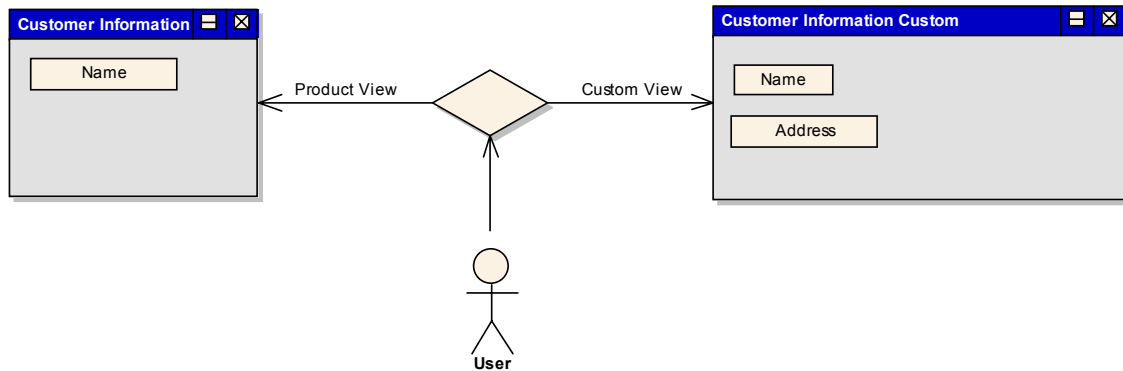 Customer Information
Name
Product View
Custom View
Customer Information Custom
Name
Address
User